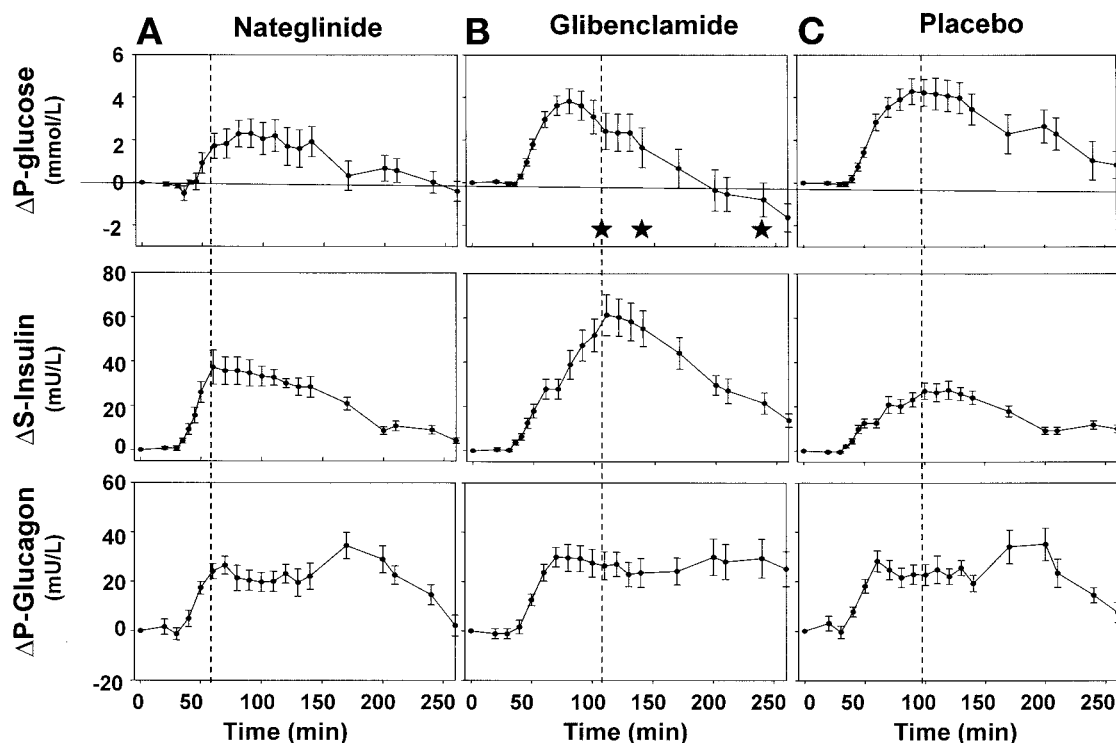 A Nateglinide B Glibenclamide C Placebo
ΔP-glucose
(mmol/L)
6
4
2
0
-2
ΔS-Insulin
(mU/L)
80
60
40
20
0
ΔP-Glucagon
(mU/L)
60
40
20
0
-20
0 50 100 150 200 250 0 50 100 150 200 250 0 50 100 150 200 250
Time (min) Time (min) Time (min)